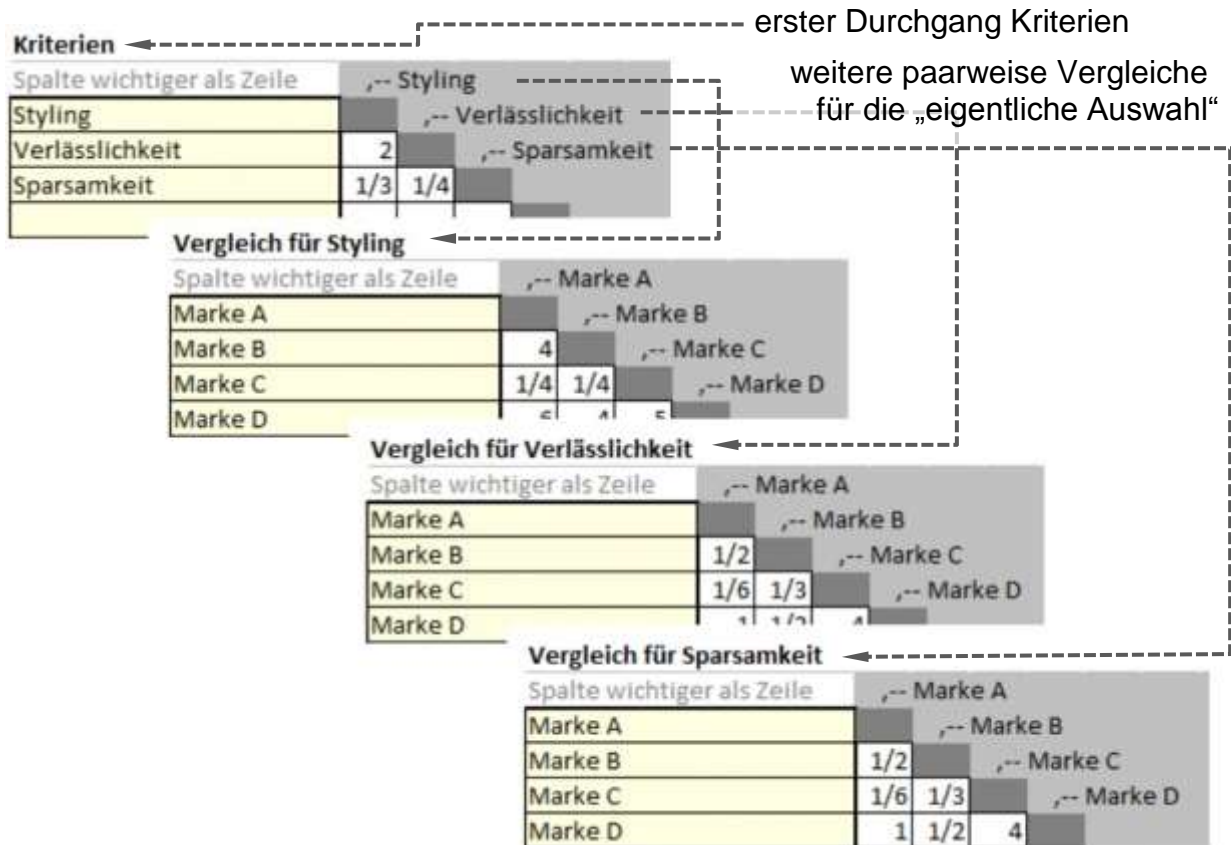 erster Durchgang Kriterien
Kriterien
weitere paarweise Vergleiche
für die „eigentliche Auswahl“
Spalte wichtiger als Zeile ,-- Styling
Styling ,-- Verlässlichkeit
Verlässlichkeit 2 ,-- Sparsamkeit
Sparsamkeit 1/3 1/4
Vergleich für Styling
Spalte wichtiger als Zeile ,-- Marke A
Marke A ,-- Marke B
Marke B 4 ,-- Marke C
Marke C 1/4 1/4 ,-- Marke D
Marke D
Vergleich für Verlässlichkeit
Spalte wichtiger als Zeile ,-- Marke A
Marke A ,-- Marke B
Marke B 1/2 ,-- Marke C
Marke C 1/6 1/3 ,-- Marke D
Marke D 1 1/2 4
Vergleich für Sparsamkeit
Spalte wichtiger als Zeile ,-- Marke A
Marke A ,-- Marke B
Marke B 1/2 ,-- Marke C
Marke C 1/6 1/3 ,-- Marke D
Marke D 1 1/2 4